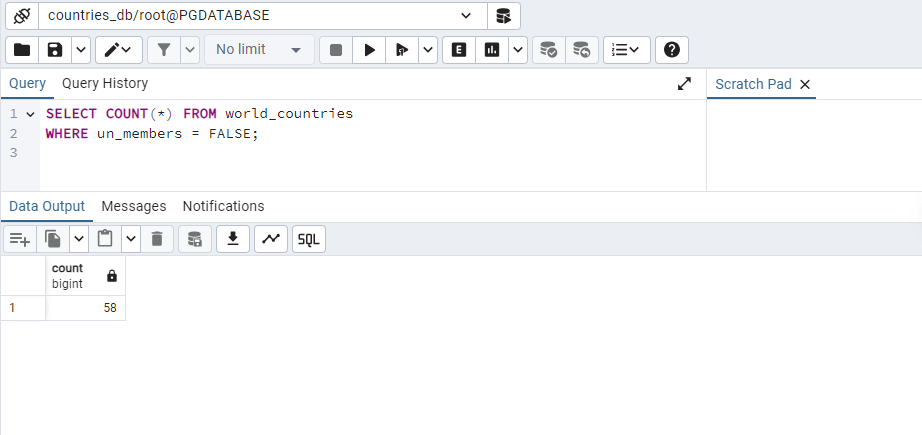 countries_db/root@PGDATABASE
No limit
E
Query Query History
Scratch Pad
1 SELECT COUNT(*) FROM world_countries
2 WHERE un_members = FALSE;
3
Data Output Messages Notifications
SQL
count
bigint
1 58